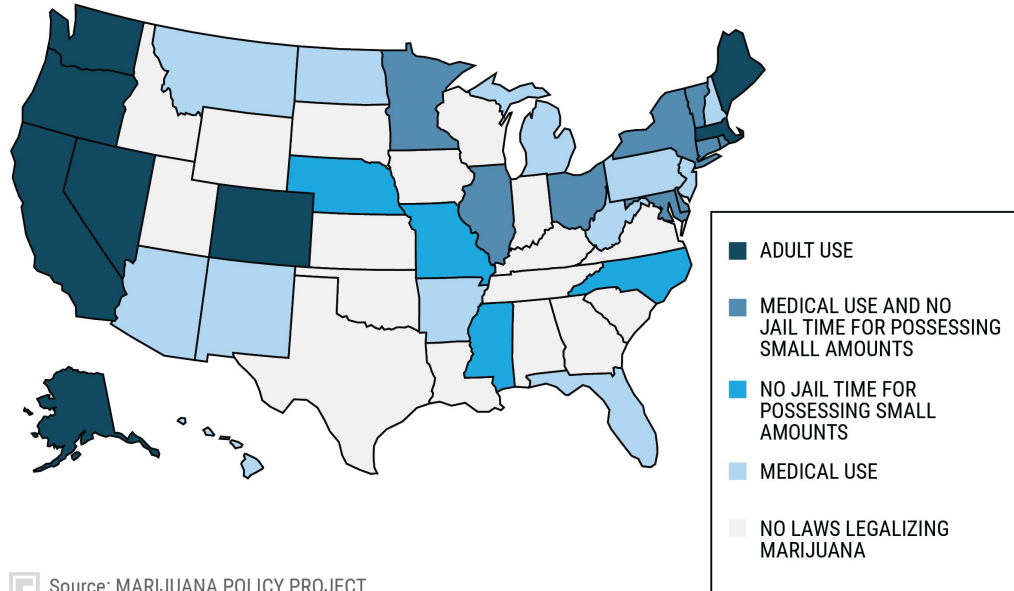 ADULT USE
MEDICAL USE AND NO
JAIL TIME FOR POSSESSING
SMALL AMOUNTS
NO JAIL TIME FOR
POSSESSING SMALL
AMOUNTS
MEDICAL USE
NO LAWS LEGALIZING
MARIJUANA
Source: MARIJUANA POLICY PROJECT